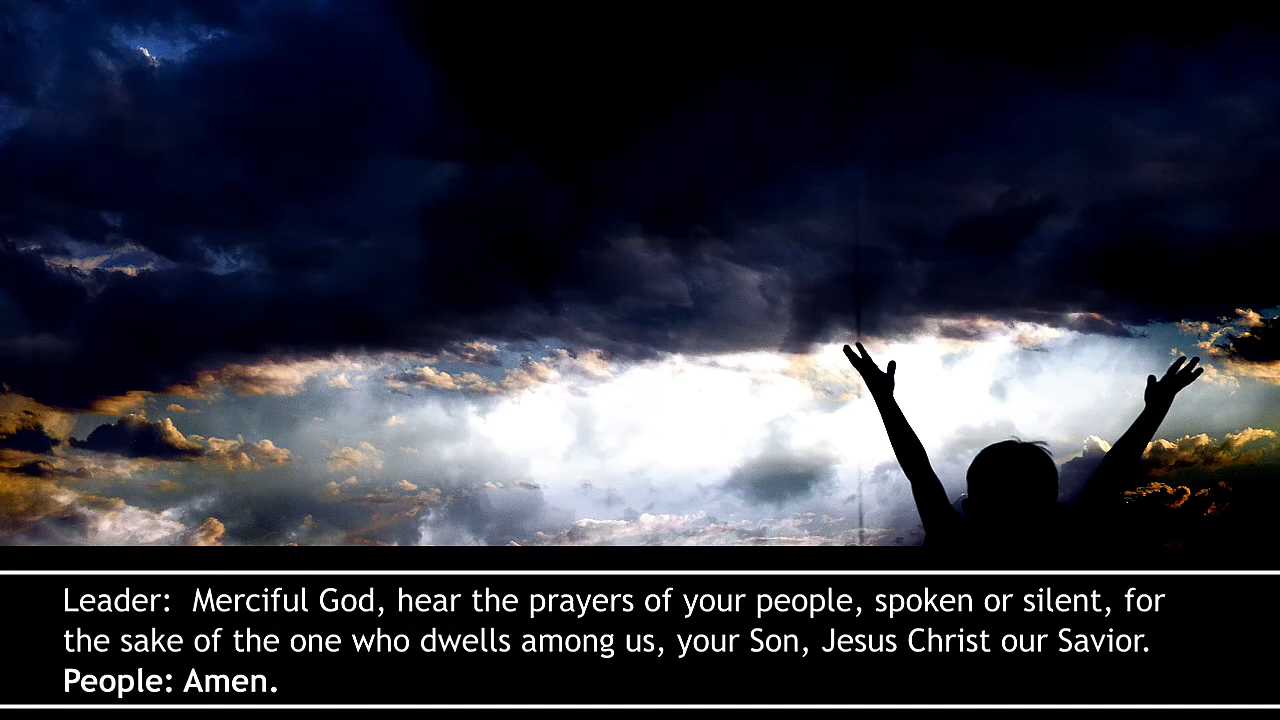 Leader:  Merciful God, hear the prayers of your people, spoken or silent, for
the sake of the one who dwells among us, your Son, Jesus Christ our Savior.
People: Amen.